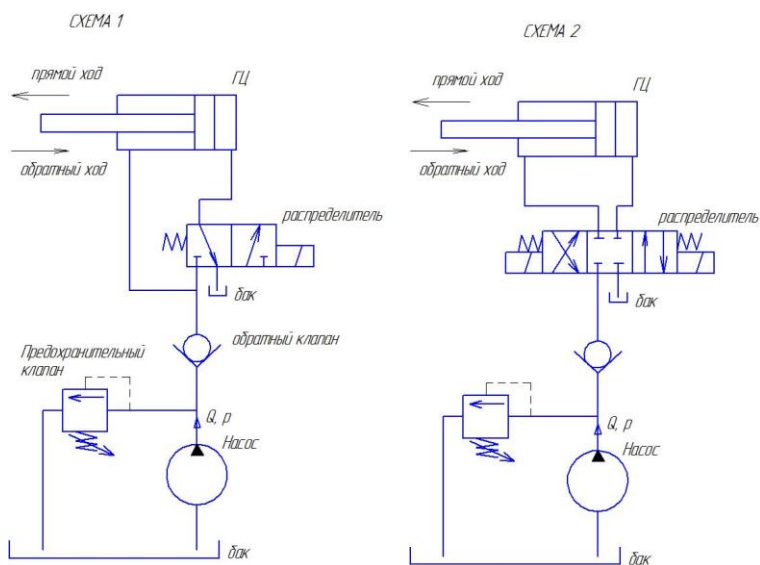 СХЕМА 1
прямой ход
ГЦ
обратный ход
распределитель
бак
обратный клапан
Предохранительный
клапан
Q, p
Насос
бак
СХЕМА 2
прямой ход
ГЦ
обратный ход
распределитель
бак
Q, p
Насос
бак